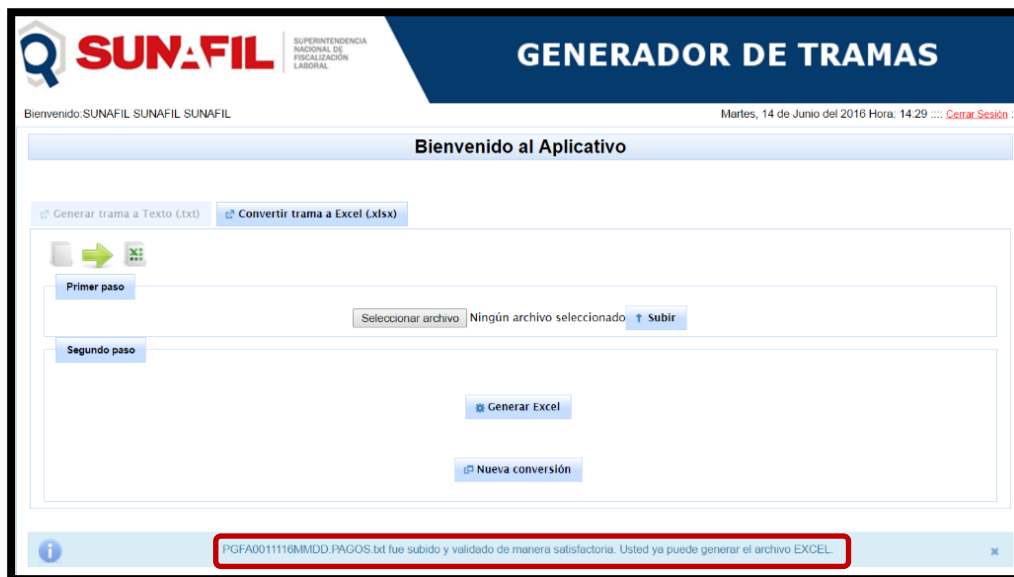 SUNAFIL
SUPERINTENDENCIA
NACIONAL DE
FISCALIZACIÓN
LABORAL
GENERADOR DE TRAMAS
Bienvenido:SUNAFIL SUNAFIL SUNAFIL
Martes, 14 de Junio del 2016 Hora: 14:29 :::: Cerrar Sesión :
Bienvenido al Aplicativo
Generar trama a Texto (.txt)
Convertir trama a Excel (.xlsx)
Primer paso
Seleccionar archivo Ningún archivo seleccionado Subir
Segundo paso
Generar Excel
Nueva conversión
PGFA0011116MMDD.PAGOS.txt fue subido y validado de manera satisfactoria. Usted ya puede generar el archivo EXCEL.